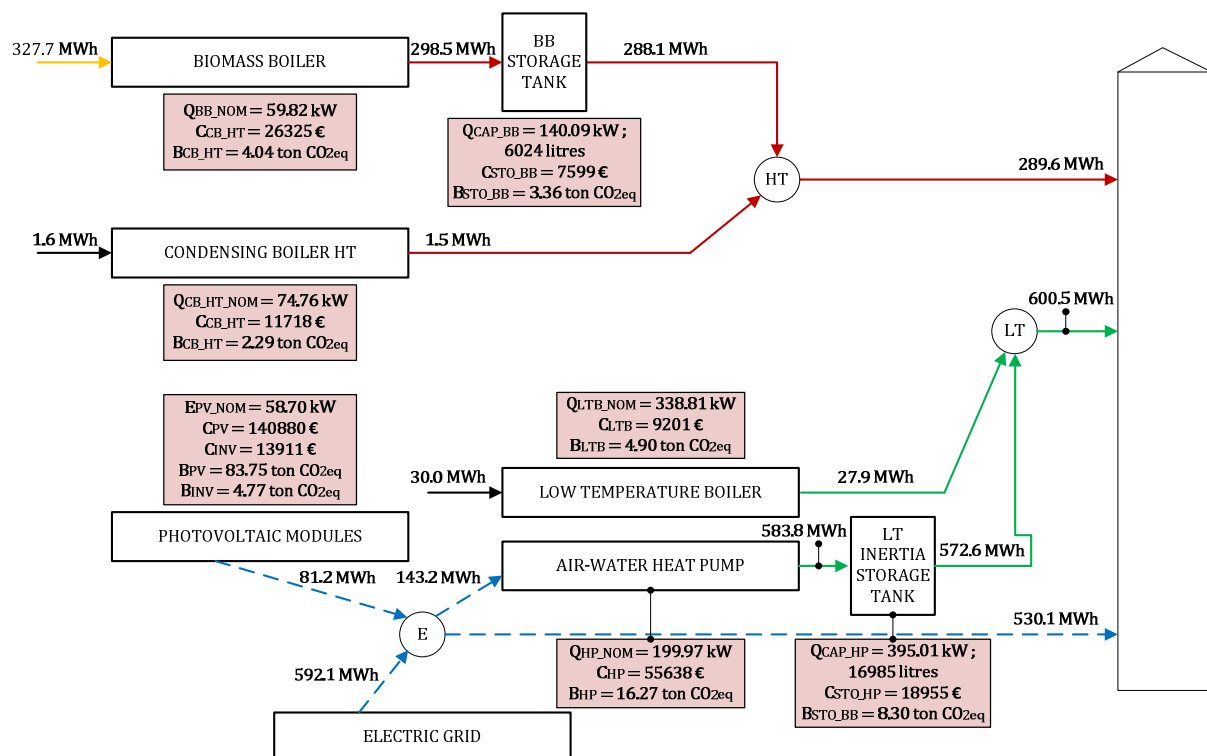 327.7 MWh
BIOMASS BOILER
298.5 MWh
BB
STORAGE
TANK
288.1 MWh
QBB_NOM = 59.82 kW
CCB_HT = 26325 €
BCB_HT = 4.04 ton CO2eq
QCAP_BB = 140.09 kW ;
6024 litres
CSTO_BB = 7599 €
BSTO_BB = 3.36 ton CO2eq
HT
289.6 MWh
1.6 MWh
CONDENSING BOILER HT
1.5 MWh
QCB_HT_NOM = 74.76 kW
CCB_HT = 11718 €
BCB_HT = 2.29 ton CO2eq
LT
600.5 MWh
EPV_NOM = 58.70 kW
CPV = 140880 €
CINV = 13911 €
BPV = 83.75 ton CO2eq
BINV = 4.77 ton CO2eq
QLTB_NOM = 338.81 kW
CLTB = 9201 €
BLTB = 4.90 ton CO2eq
30.0 MWh
LOW TEMPERATURE BOILER
27.9 MWh
PHOTOVOLTAIC MODULES
81.2 MWh
143.2 MWh
AIR-WATER HEAT PUMP
583.8 MWh
LT
INERTIA
STORAGE
TANK
572.6 MWh
E
530.1 MWh
592.1 MWh
QHP_NOM = 199.97 kW
CHP = 55638 €
BHP = 16.27 ton CO2eq
QCAP_HP = 395.01 kW ;
16985 litres
CSTO_HP = 18955 €
BSTO_BB = 8.30 ton CO2eq
ELECTRIC GRID